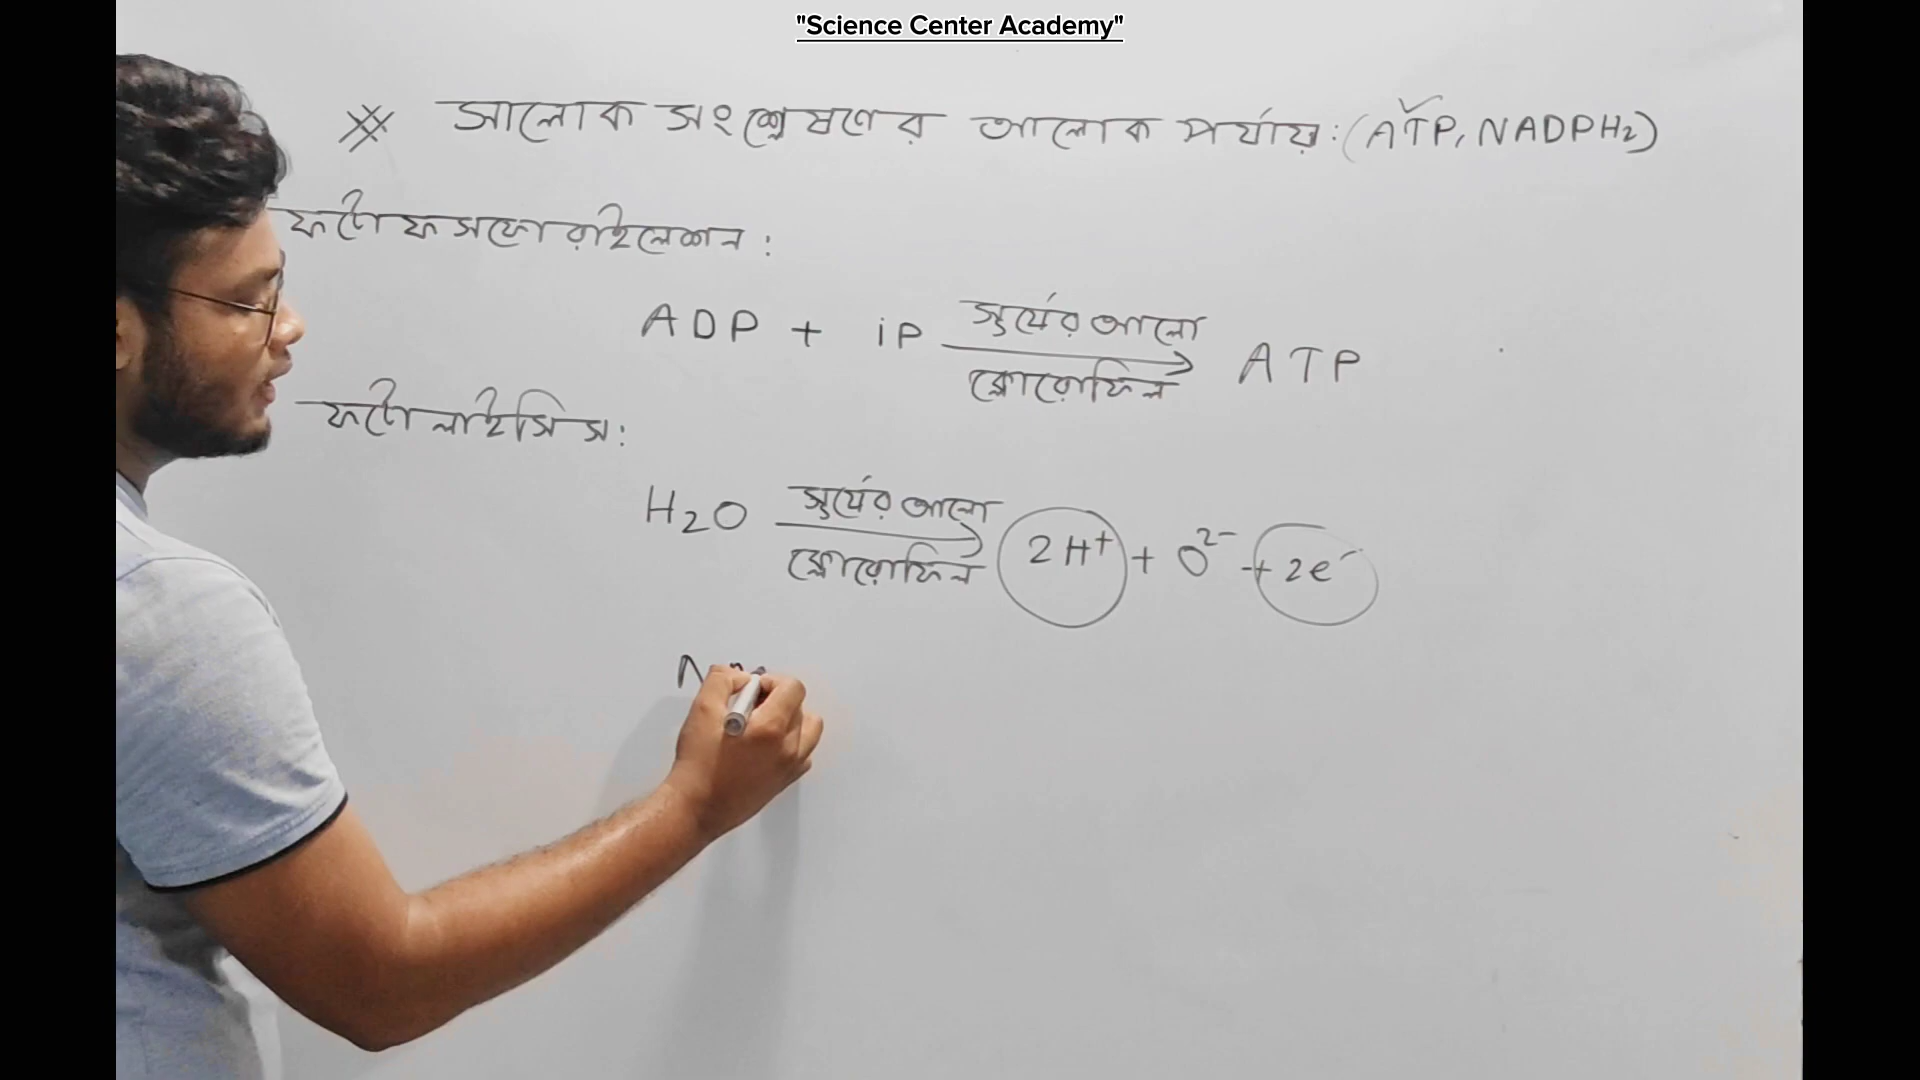 "Science Center Academy"
※ সালোক সংশ্লেষণের আলোক পর্যায়: (ATP, NADPH₂)
ফটোফসফোরাইলেশন:
ADP + iP সূর্যের আলো → ক্লোরোফিল ATP
ফটোলাইসিস:
H₂O সূর্যের আলো → ক্লোরোফিল 2H⁺ + O²⁻ + 2e⁻
N